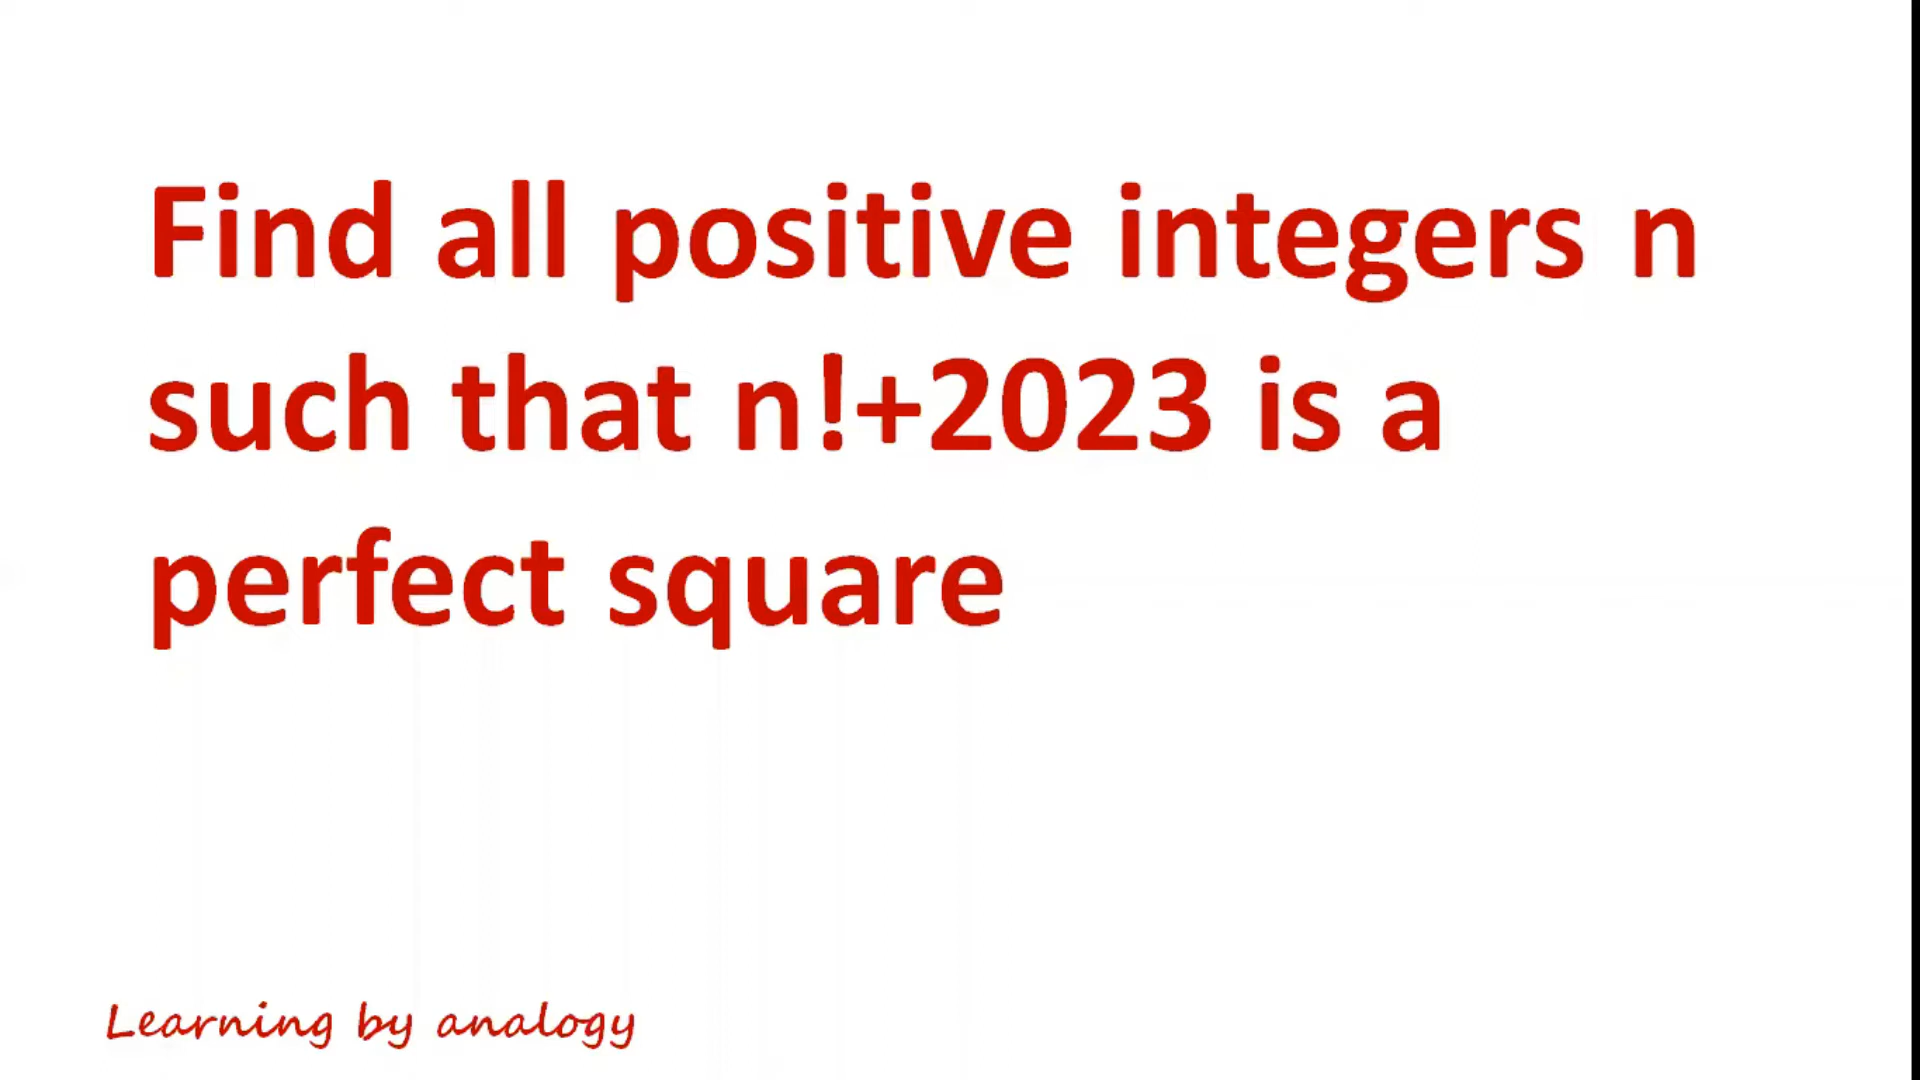 Find all positive integers n
such that n!+2023 is a
perfect square
Learning by analogy